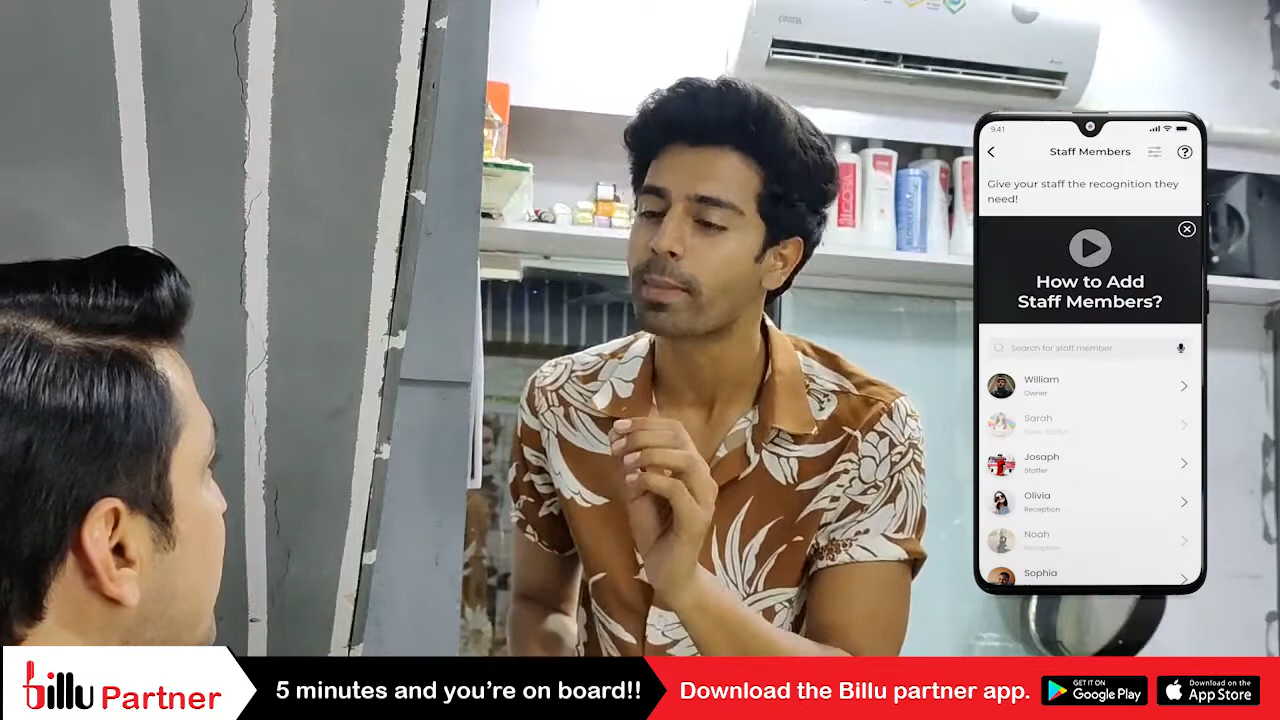 9.41
Staff Members
Give your staff the recognition they
need!
How to Add
Staff Members?
Search for staff member
William
Owner
Sarah
Josaph
Staffer
Olivia
Reception
Noah
Reception
Sophia
billu Partner
5 minutes and you’re on board!!
Download the Billu partner app.
GET IT ON
Google Play
Download on the
App Store